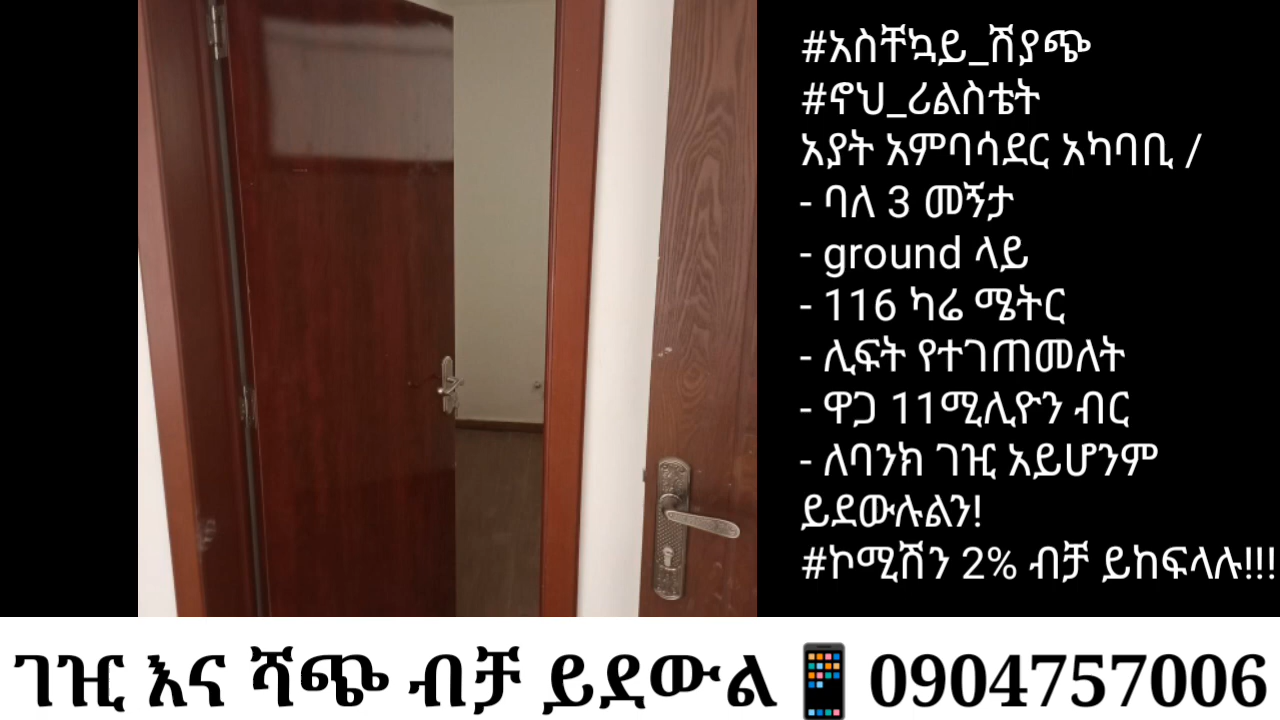 #አስቸኳይ_ሽያጭ
#ኖህ_ሪልስቴት
አያት አምባሳደር አካባቢ /
- ባለ 3 መኝታ
- ground ላይ
- 116 ካሬ ሜትር
- ሊፍት የተገጠመለት
- ዋጋ 11ሚሊዮን ብር
- ለባንክ ገዢ አይሆንም
ይደውሉልን!
#ኮሚሽን 2% ብቻ ይከፍላሉ!!!
ገዢ እና ሻጭ ብቻ ይደውል📱0904757006